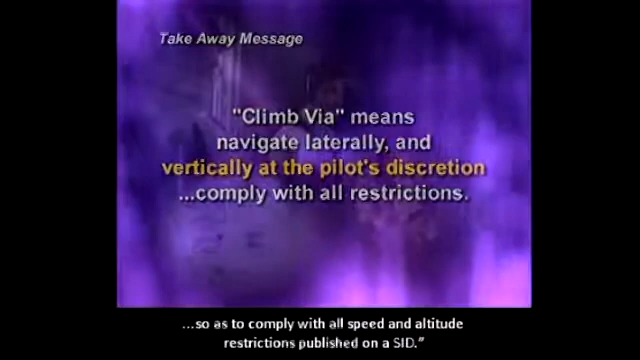 Take Away Message
"Climb Via" means
navigate laterally, and
vertically at the pilot's discretion
...comply with all restrictions.
...so as to comply with all speed and altitude
restrictions published on a SID.”